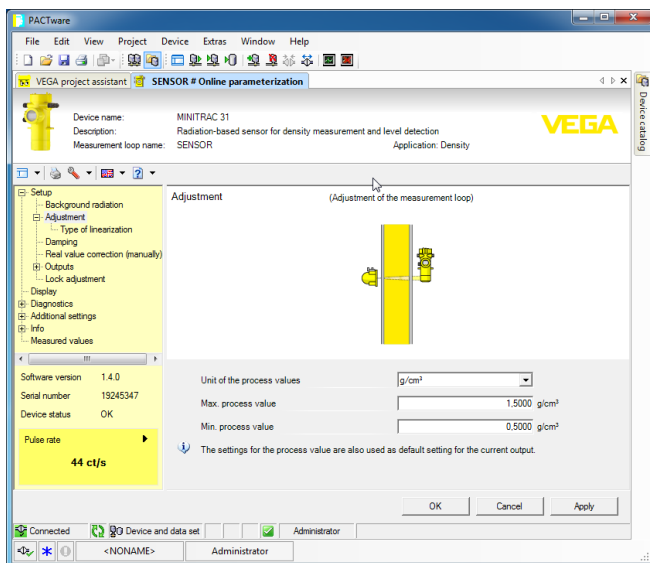 PACTware
File Edit View Project Device Extras Window Help
VEGA project assistant SENSOR # Online parameterization
Device catalog
Device name: MINITRAC 31
Description: Radiation-based sensor for density measurement and level detection
Measurement loop name: SENSOR Application: Density
VEGA
Setup
Background radiation
Adjustment
Type of linearization
Damping
Real value correction (manually)
Outputs
Lock adjustment
Display
Diagnostics
Additional settings
Info
Measured values
Adjustment (Adjustment of the measurement loop)
Software version 1.4.0
Serial number 19245347
Device status OK
Pulse rate
44 ct/s
Unit of the process values g/cm³
Max. process value 1,5000 g/cm³
Min. process value 0,5000 g/cm³
The settings for the process value are also used as default setting for the current output.
OK Cancel Apply
Connected Device and data set Administrator
<NONAME> Administrator